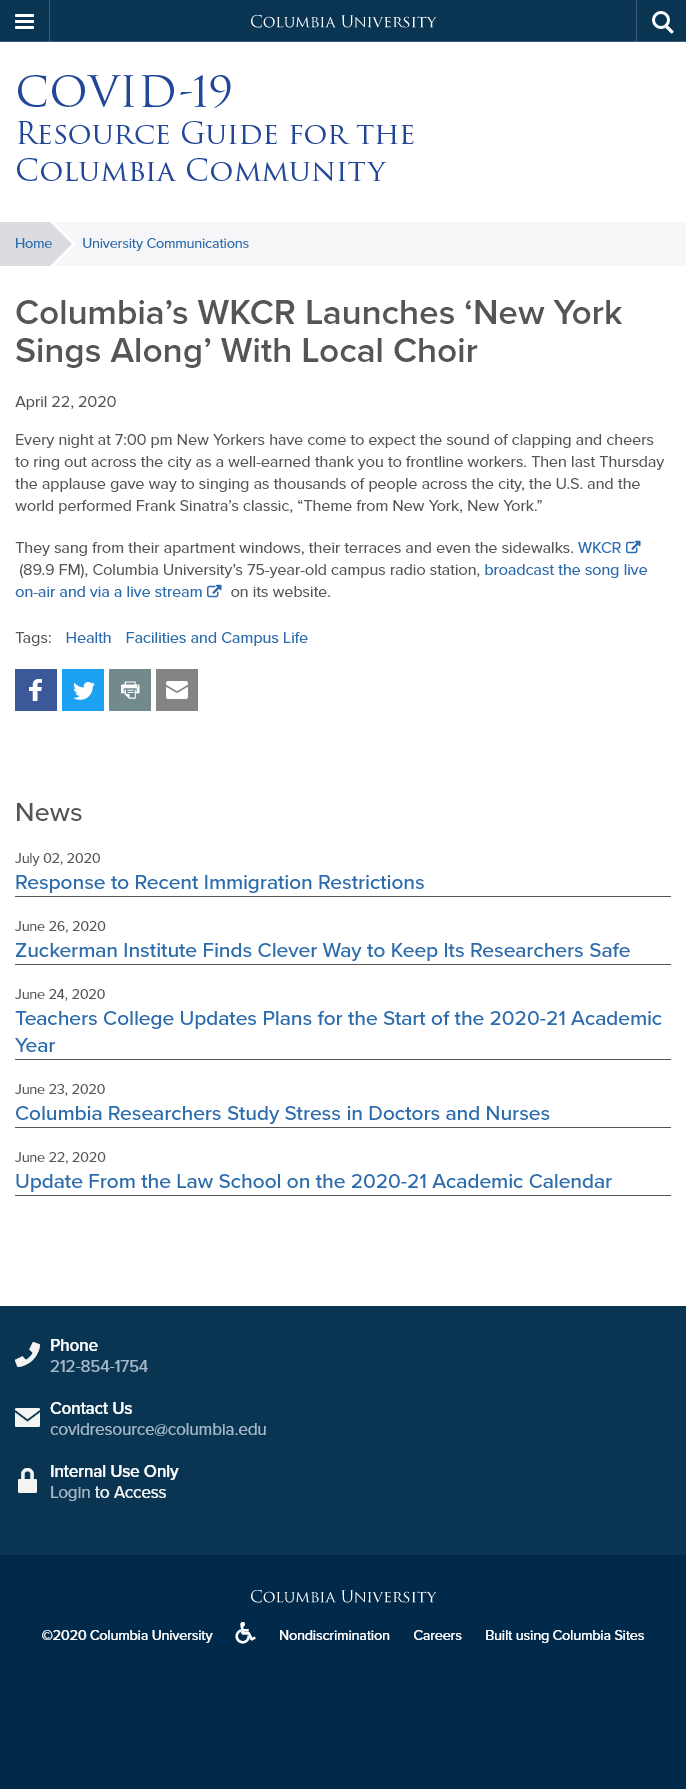 Columbia University
COVID-19
Resource Guide for the
Columbia Community
Home University Communications
Columbia’s WKCR Launches ‘New York
Sings Along’ With Local Choir
April 22, 2020
Every night at 7:00 pm New Yorkers have come to expect the sound of clapping and cheers
to ring out across the city as a well-earned thank you to frontline workers. Then last Thursday
the applause gave way to singing as thousands of people across the city, the U.S. and the
world performed Frank Sinatra’s classic, “Theme from New York, New York.”
They sang from their apartment windows, their terraces and even the sidewalks. WKCR
(89.9 FM), Columbia University’s 75-year-old campus radio station, broadcast the song live
on-air and via a live stream on its website.
Tags: Health Facilities and Campus Life
News
July 02, 2020
Response to Recent Immigration Restrictions
June 26, 2020
Zuckerman Institute Finds Clever Way to Keep Its Researchers Safe
June 24, 2020
Teachers College Updates Plans for the Start of the 2020-21 Academic
Year
June 23, 2020
Columbia Researchers Study Stress in Doctors and Nurses
June 22, 2020
Update From the Law School on the 2020-21 Academic Calendar
Phone
212-854-1754
Contact Us
covidresource@columbia.edu
Internal Use Only
Login to Access
Columbia University
©2020 Columbia University Nondiscrimination Careers Built using Columbia Sites